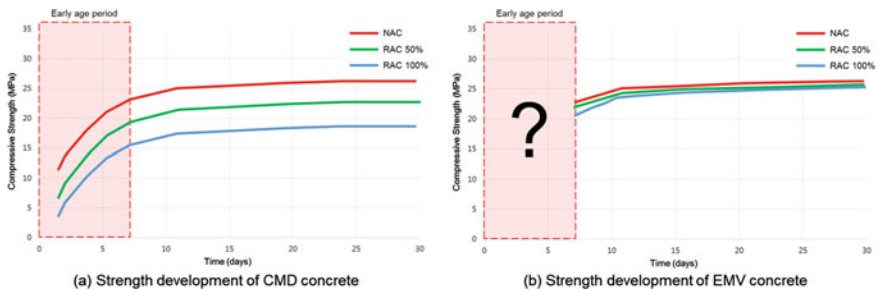 Early age period
35
35
25
20
15
10
5
0
Compressive Strength (MPa)
NAC
RAC 50%
RAC 100%
0 5 10 15 20 25 30
Time (days)
(a) Strength development of CMD concrete
Early age period
35
35
25
20
15
10
5
0
Compressive Strength (MPa)
?
NAC
RAC 50%
RAC 100%
0 5 10 15 20 25 30
Time (days)
(b) Strength development of EMV concrete